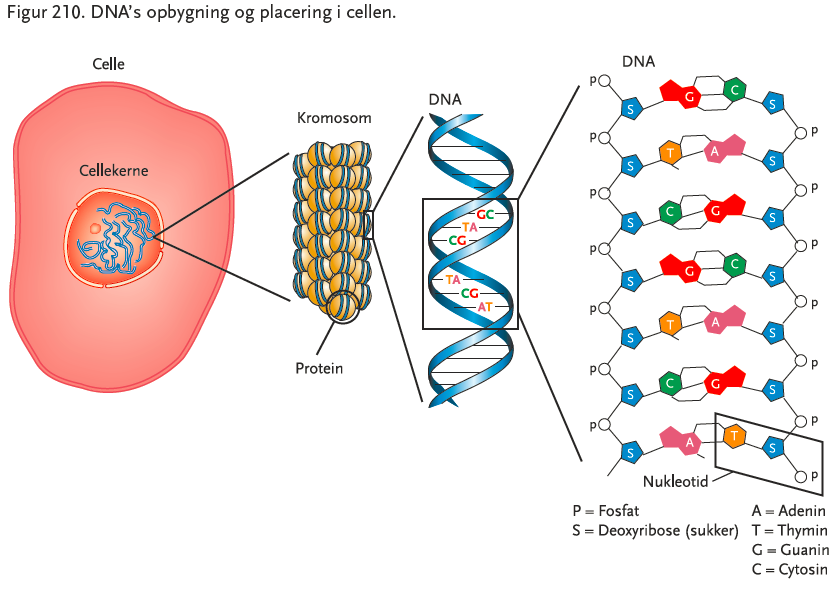 Figur 210. DNA's opbygning og placering i cellen.
Celle
Cellekerne
Kromosom
Protein
DNA
GC
TA
CG
TA
CG
AT
DNA
P
S G C S
P
P
S T A S
P
P
S C G S
P
P
S G C S
P
P
S T A S
P
P
S C G S
P
P
S A T S
P
Nukleotid
P = Fosfat
S = Deoxyribose (sukker)
A = Adenin
T = Thymin
G = Guanin
C = Cytosin